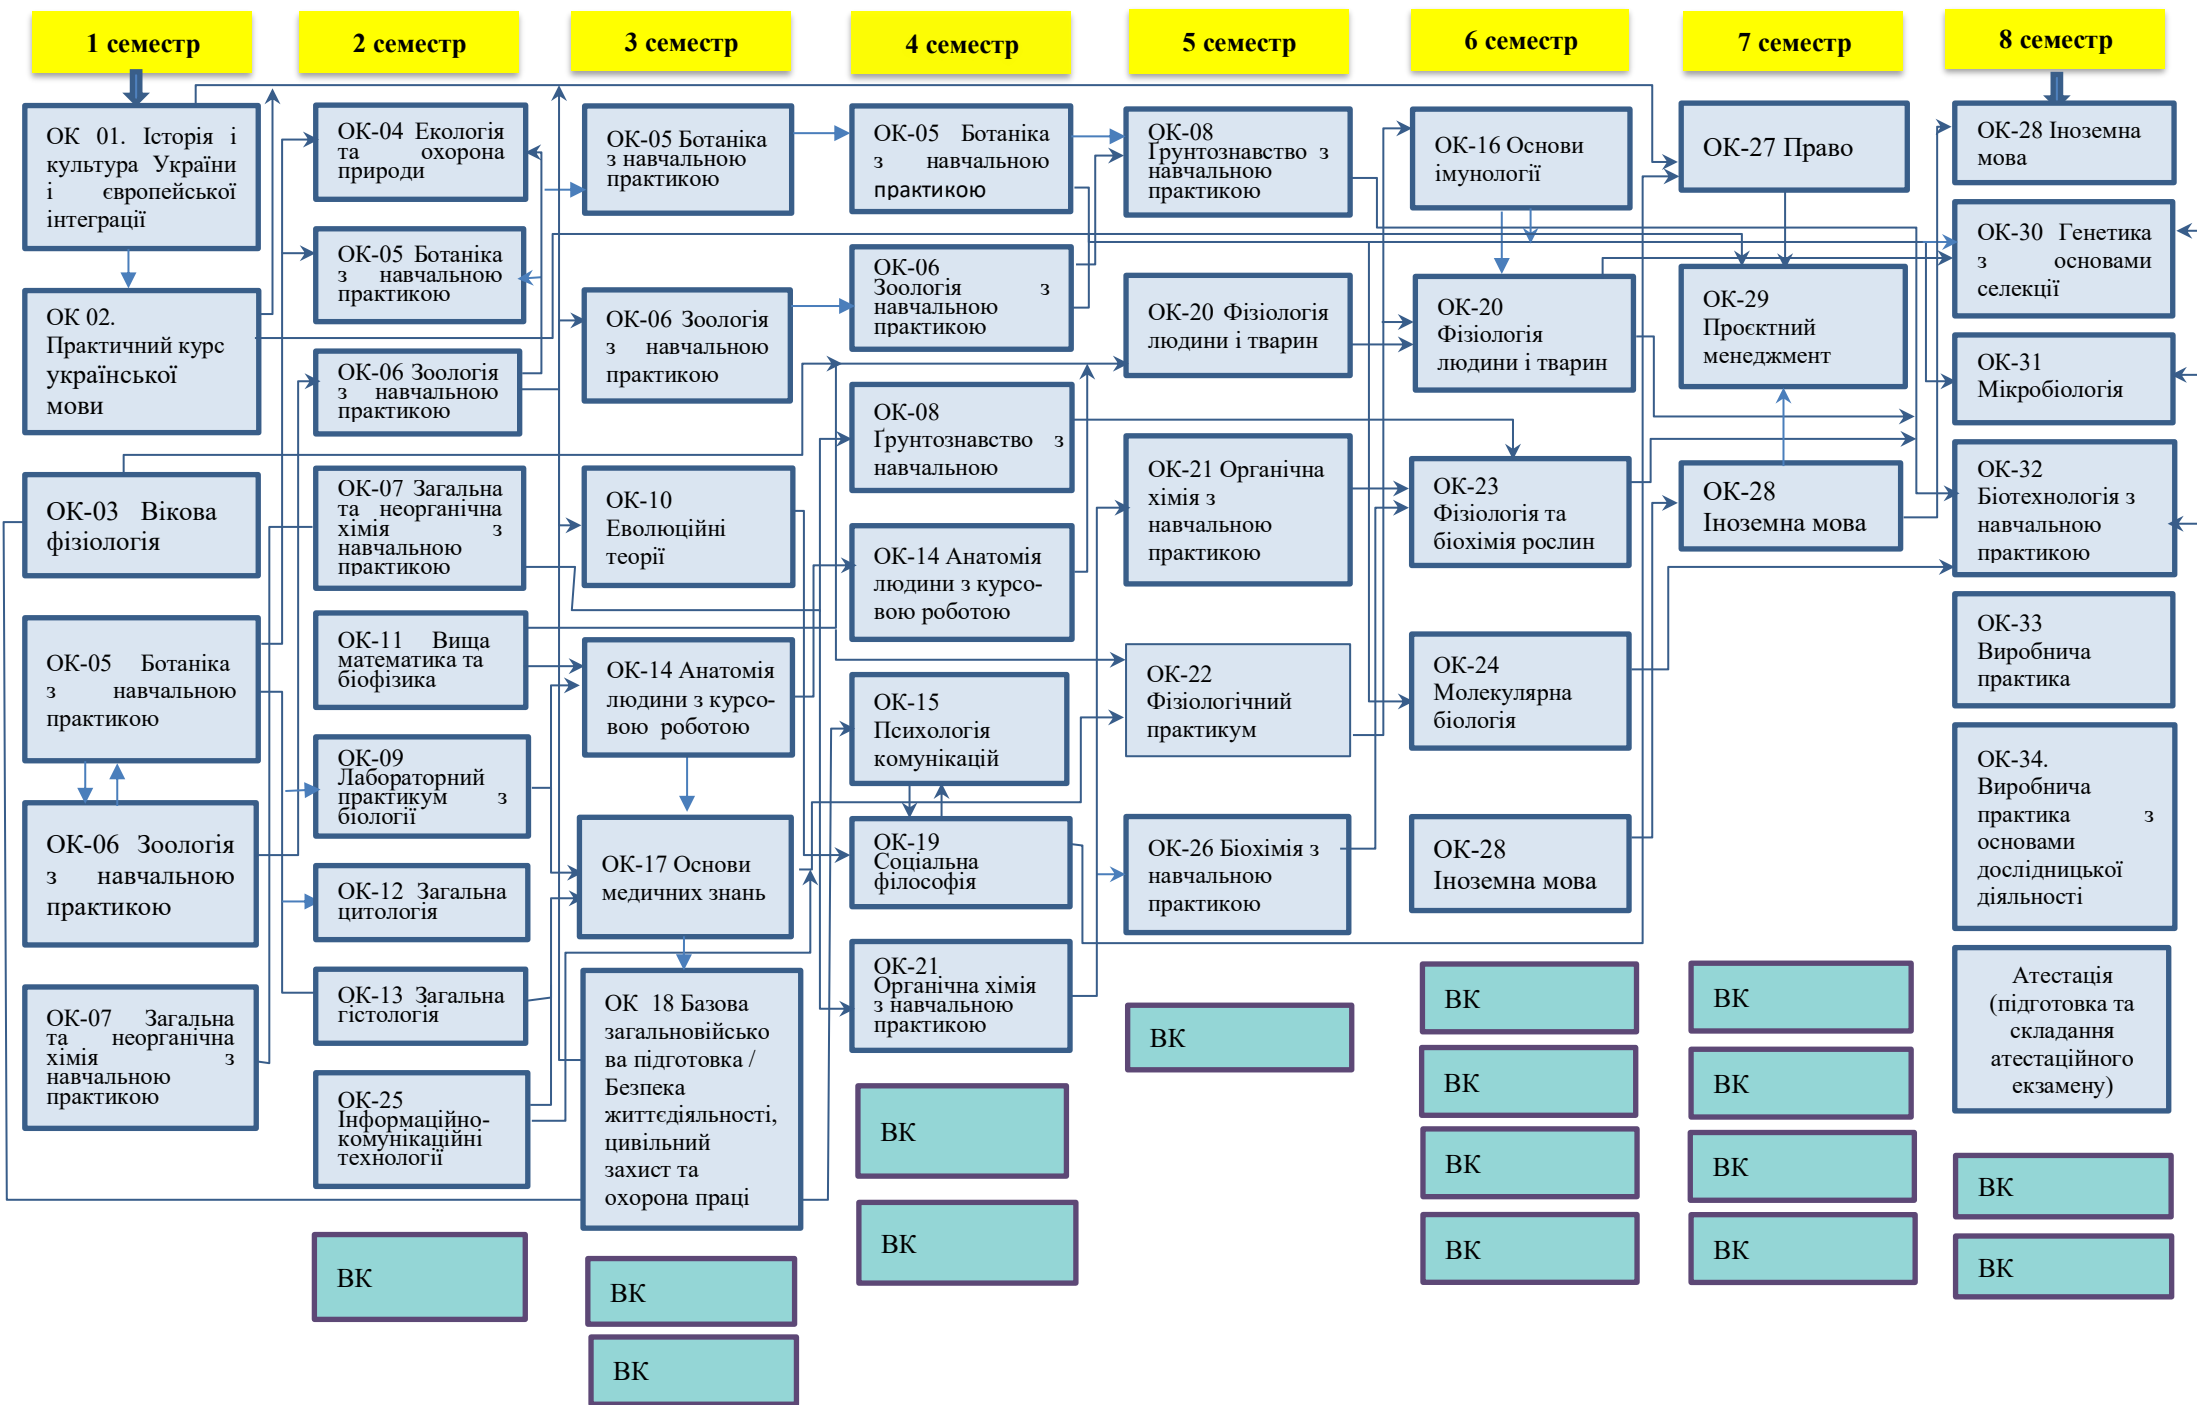 1 семестр
2 семестр
3 семестр
4 семестр
5 семестр
6 семестр
7 семестр
8 семестр
ОК 01. Історія і
культура України
і європейської
інтеграції
ОК 02.
Практичний курс
української
мови
ОК-03 Вікова
фізіологія
ОК-05 Ботаніка
з навчальною
практикою
ОК-06 Зоологія
з навчальною
практикою
ОК-07 Загальна
та неорганічна
хімія з
навчальною
практикою
ОК-04 Екологія
та охорона
природи
ОК-05 Ботаніка
з навчальною
практикою
ОК-06 Зоологія
з навчальною
практикою
ОК-07 Загальна
та неорганічна
хімія з
навчальною
практикою
ОК-11 Вища
математика та
біофізика
ОК-09
Лабораторний
практикум з
біології
ОК-12 Загальна
цитологія
ОК-13 Загальна
гістологія
ОК-25
Інформаційно-
комунікаційні
технології
ВК
ОК-05 Ботаніка
з навчальною
практикою
ОК-06 Зоологія
з навчальною
практикою
ОК-10
Еволюційні
теорії
ОК-14 Анатомія
людини з курсо-
вою роботою
ОК-17 Основи
медичних знань
ОК 18 Базова
загальновійсько
ва підготовка /
Безпека
життєдіяльності,
цивільний
захист та
охорона праці
ВК
ВК
ОК-05 Ботаніка
з навчальною
практикою
ОК-06
Зоологія з
навчальною
практикою
ОК-08
Ґрунтознавство з
навчальною
ОК-14 Анатомія
людини з курсо-
вою роботою
ОК-15
Психологія
комунікацій
ОК-19
Соціальна
філософія
ОК-21
Органічна хімія
з навчальною
практикою
ВК
ВК
ОК-08
Ґрунтознавство з
навчальною
практикою
ОК-20 Фізіологія
людини і тварин
ОК-21 Органічна
хімія з
навчальною
практикою
ОК-22
Фізіологічний
практикум
ОК-26 Біохімія з
навчальною
практикою
ВК
ОК-16 Основи
імунології
ОК-20
Фізіологія
людини і тварин
ОК-23
Фізіологія та
біохімія рослин
ОК-24
Молекулярна
біологія
ОК-28
Іноземна мова
ВК
ВК
ВК
ВК
ОК-27 Право
ОК-29
Проєктний
менеджмент
ОК-28
Іноземна мова
ВК
ВК
ВК
ВК
ОК-28 Іноземна
мова
ОК-30 Генетика
з основами
селекції
ОК-31
Мікробіологія
ОК-32
Біотехнологія з
навчальною
практикою
ОК-33
Виробнича
практика
ОК-34.
Виробнича
практика з
основами
дослідницької
діяльності
Атестація
(підготовка та
складання
атестаційного
екзамену)
ВК
ВК